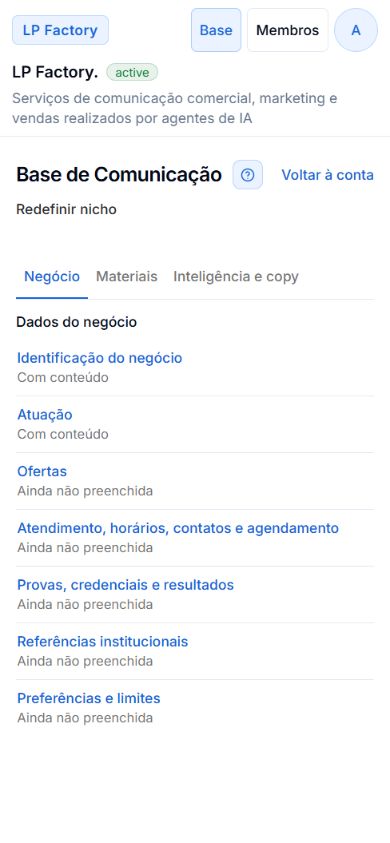 LP Factory
Base
Membros
A
LP Factory.
active
Serviços de comunicação comercial, marketing e
vendas realizados por agentes de IA
Base de Comunicação
Voltar à conta
Redefinir nicho
Negócio
Materiais
Inteligência e copy
Dados do negócio
Identificação do negócio
Com conteúdo
Atuação
Com conteúdo
Ofertas
Ainda não preenchida
Atendimento, horários, contatos e agendamento
Ainda não preenchida
Provas, credenciais e resultados
Ainda não preenchida
Referências institucionais
Ainda não preenchida
Preferências e limites
Ainda não preenchida